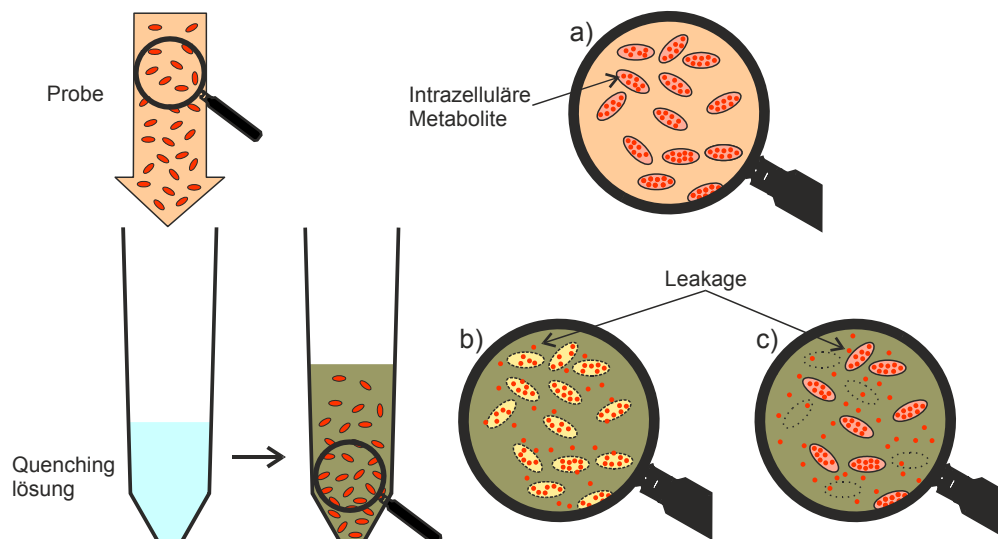 Probe
a)
Intrazelluläre
Metabolite
Leakage
b)
c)
Quenching
lösung